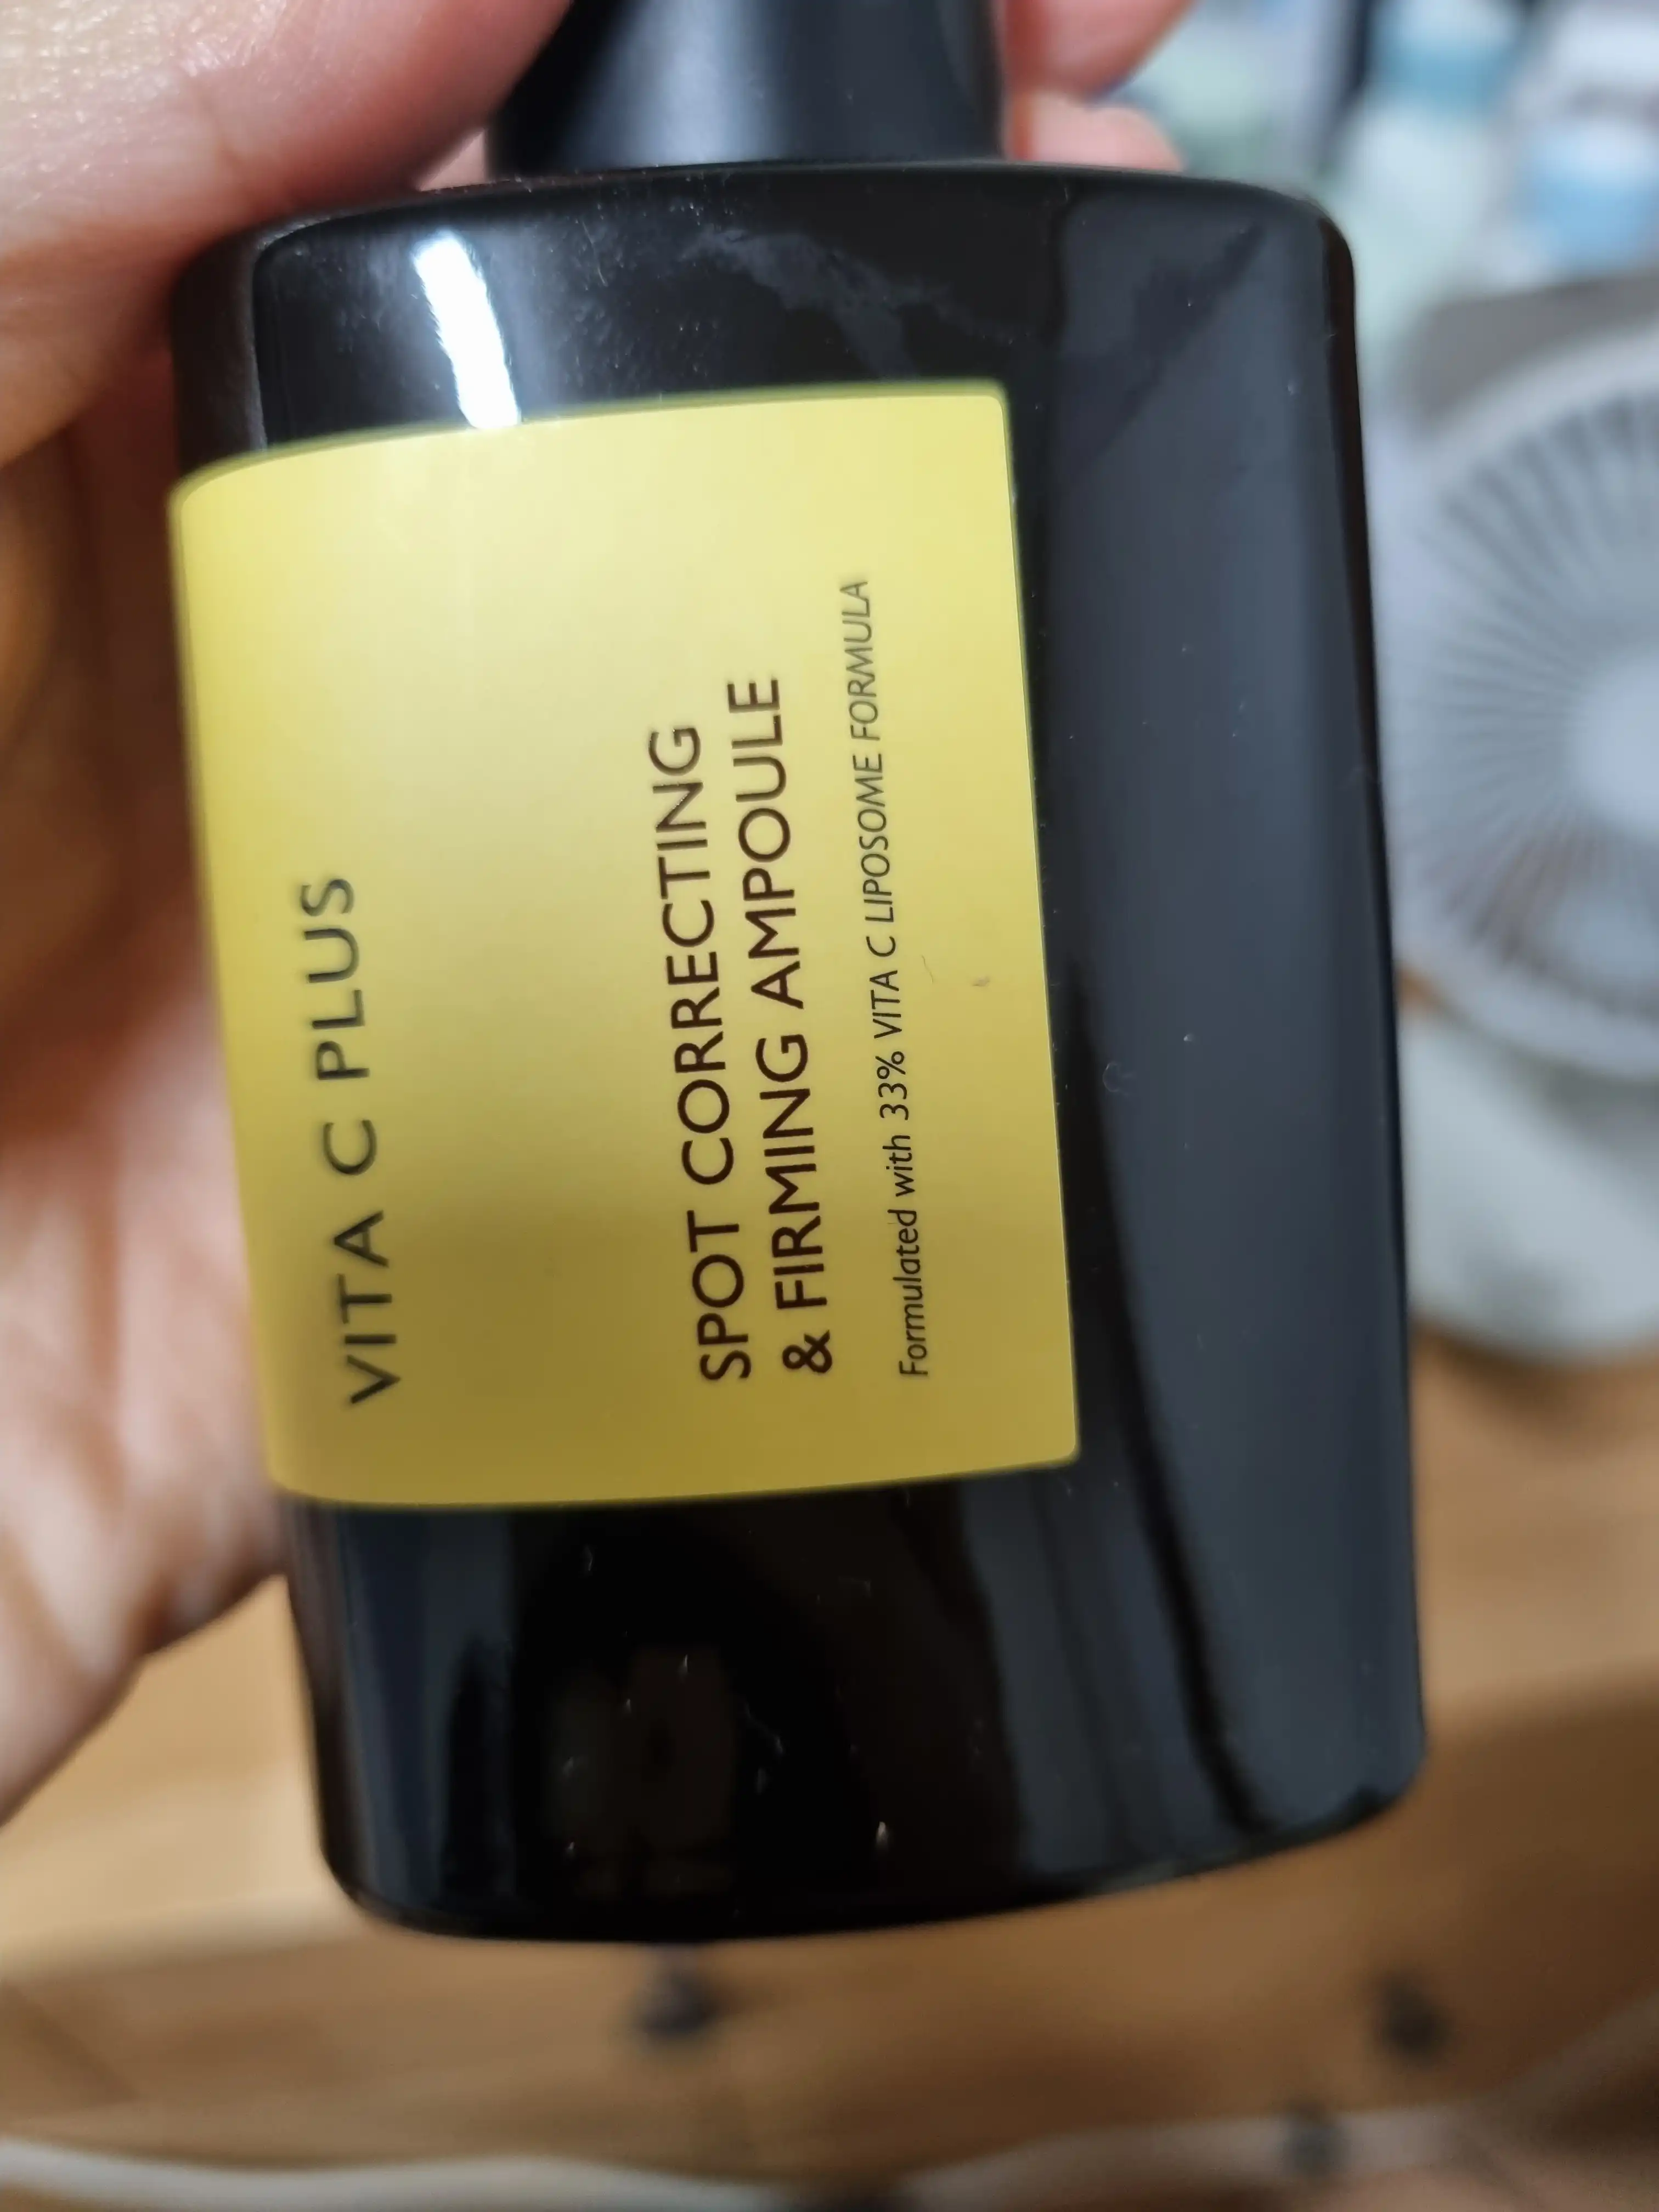 VITA C PLUS
SPOT CORRECTING
& FIRMING AMPOULE
Formulated with 33% VITA C LIPOSOME FORMULA